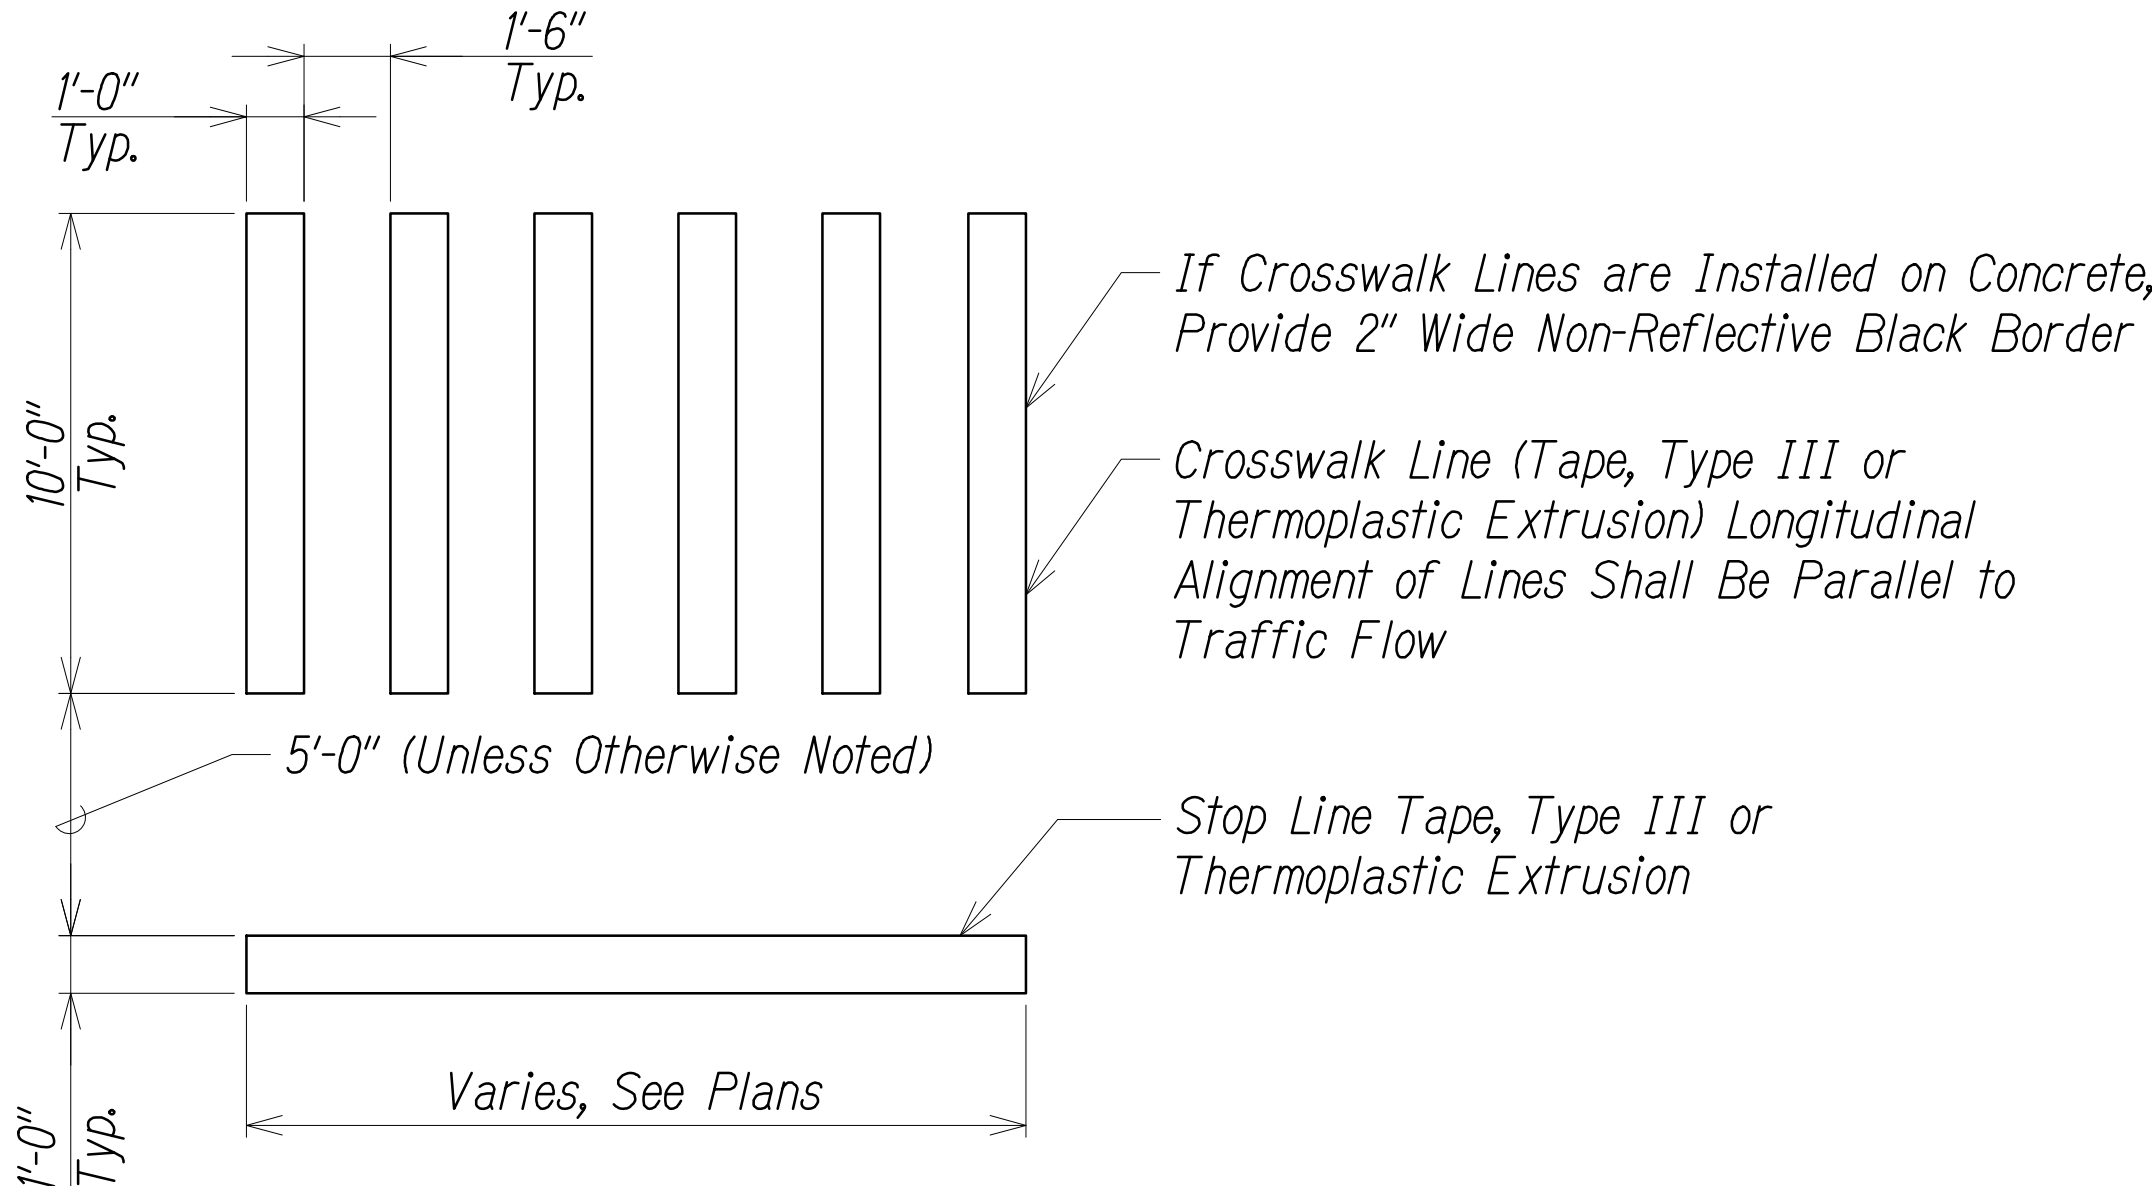 1'-6"
Typ.
1'-0"
Typ.
If Crosswalk Lines are Installed on Concrete,
Provide 2" Wide Non-Reflective Black Border
10'-0"
Typ.
Crosswalk Line (Tape, Type III or
Thermoplastic Extrusion) Longitudinal
Alignment of Lines Shall Be Parallel to
Traffic Flow
5'-0" (Unless Otherwise Noted)
Stop Line Tape, Type III or
Thermoplastic Extrusion
Varies, See Plans
1'-0"
Typ.